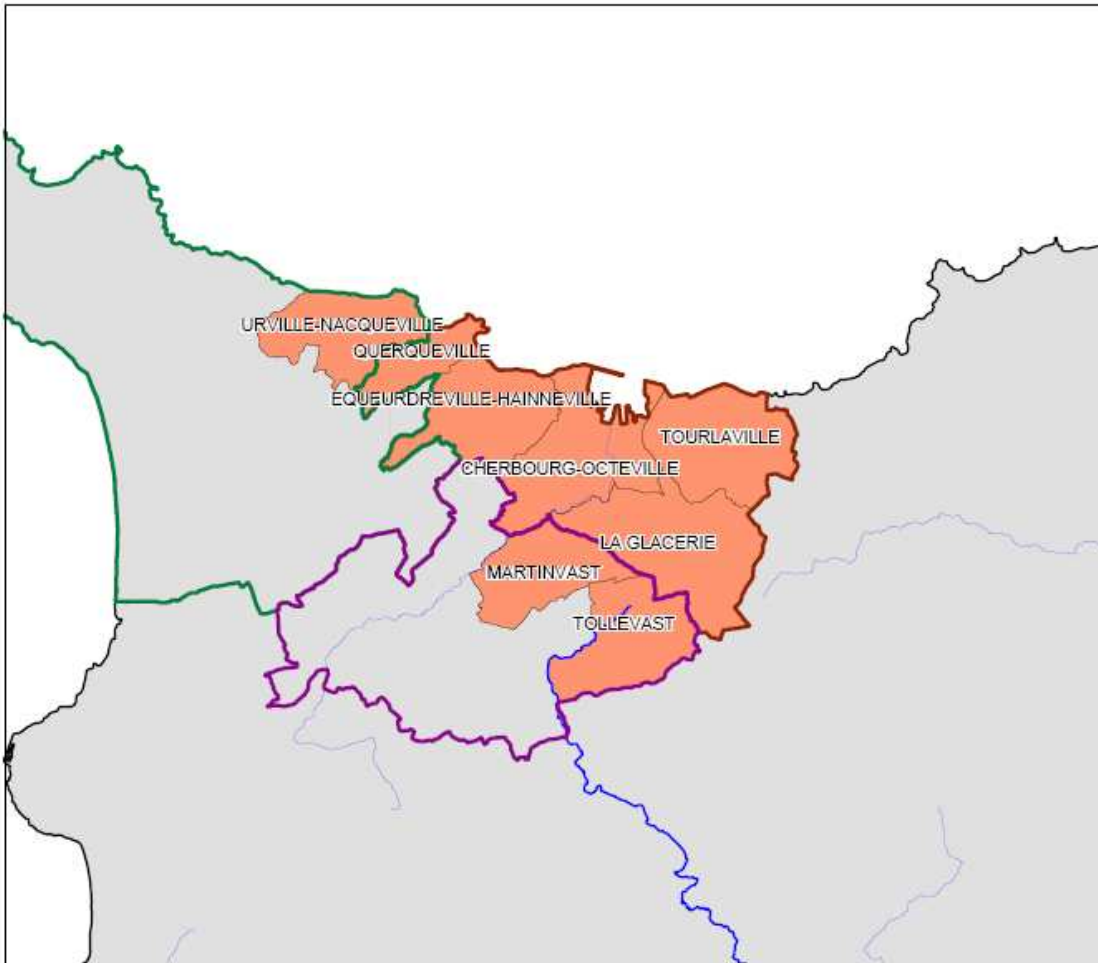 URVILLE-NACQUEVILLE
QUERQUEVILLE
EQUEURDREVILLE-HAINNEVILLE
TOURLAVILLE
CHERBOURG-OCTEVILLE
LA GLACERIE
MARTINVAST
TOLLEVAST